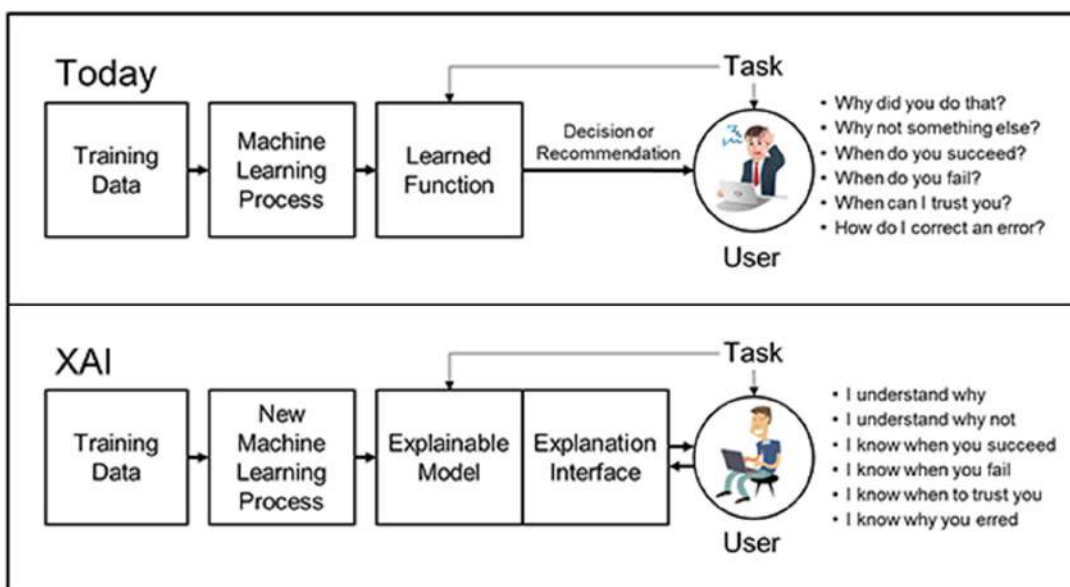 Today
Task
Training
Data
Machine
Learning
Process
Learned
Function
Decision or
Recommendation
User
• Why did you do that?
• Why not something else?
• When do you succeed?
• When do you fail?
• When can I trust you?
• How do I correct an error?
XAI
Task
Training
Data
New
Machine
Learning
Process
Explainable
Model
Explanation
Interface
User
• I understand why
• I understand why not
• I know when you succeed
• I know when you fail
• I know when to trust you
• I know why you erred